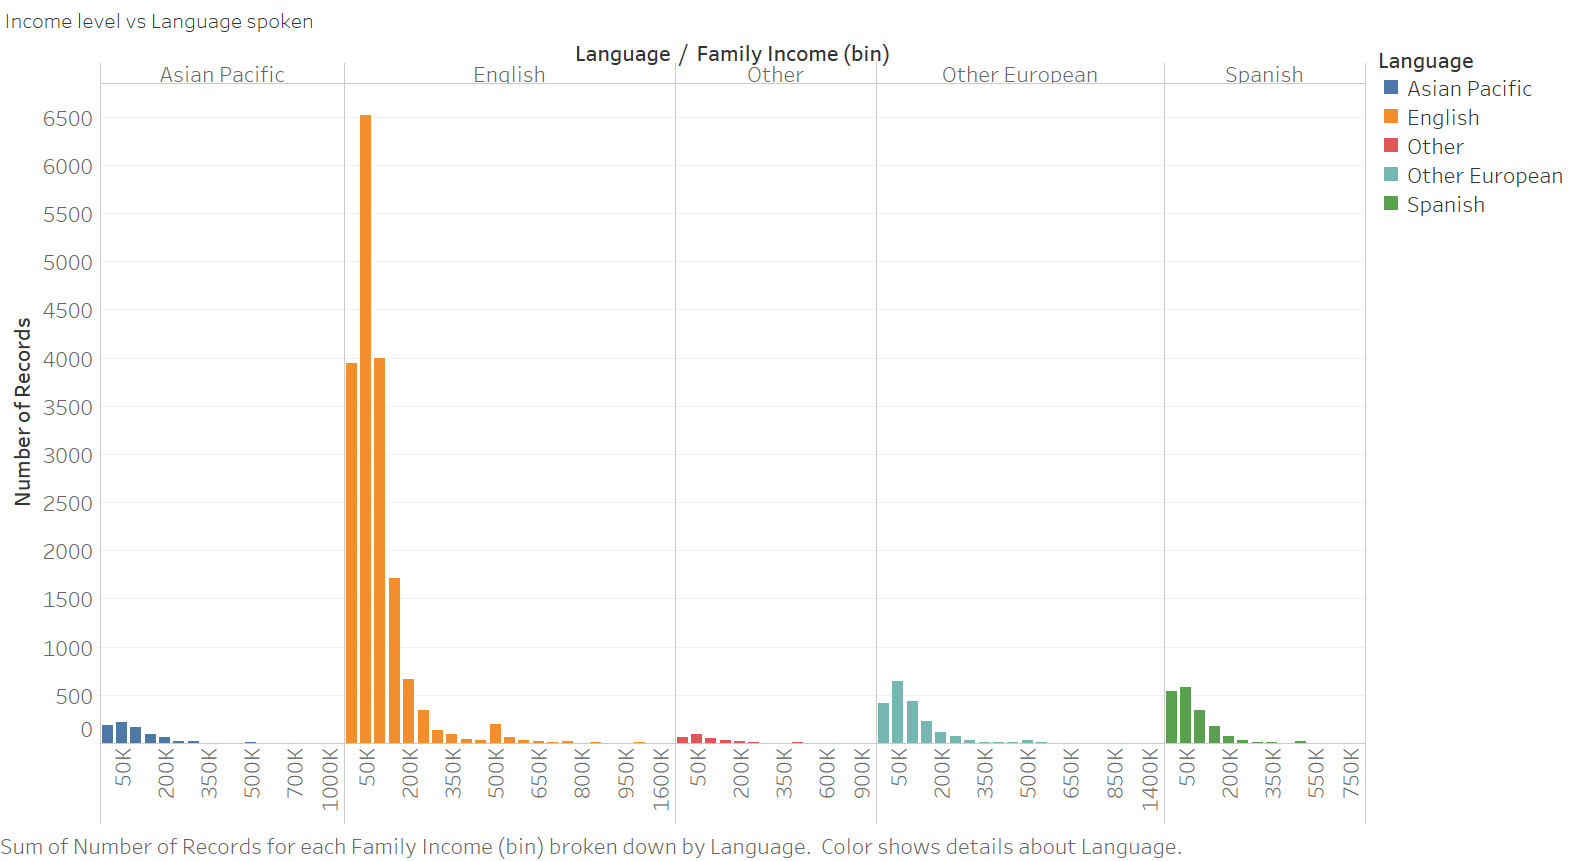 Income level vs Language spoken
Language / Family Income (bin)
Asian Pacific English Other Other European Spanish
Language
Asian Pacific
English
Other
Other European
Spanish
Number of Records
6500
6000
5500
5000
4500
4000
3500
3000
2500
2000
1500
1000
500
0
50K 200K 350K 500K 700K 1000K 50K 200K 350K 500K 650K 800K 950K 1600K 50K 200K 350K 600K 900K 50K 200K 350K 500K 650K 850K 1400K 50K 200K 350K 550K 750K
Sum of Number of Records for each Family Income (bin) broken down by Language. Color shows details about Language.